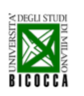 UNIVERSITÀ
DEGLI STUDI
DI MILANO
BICOCCA